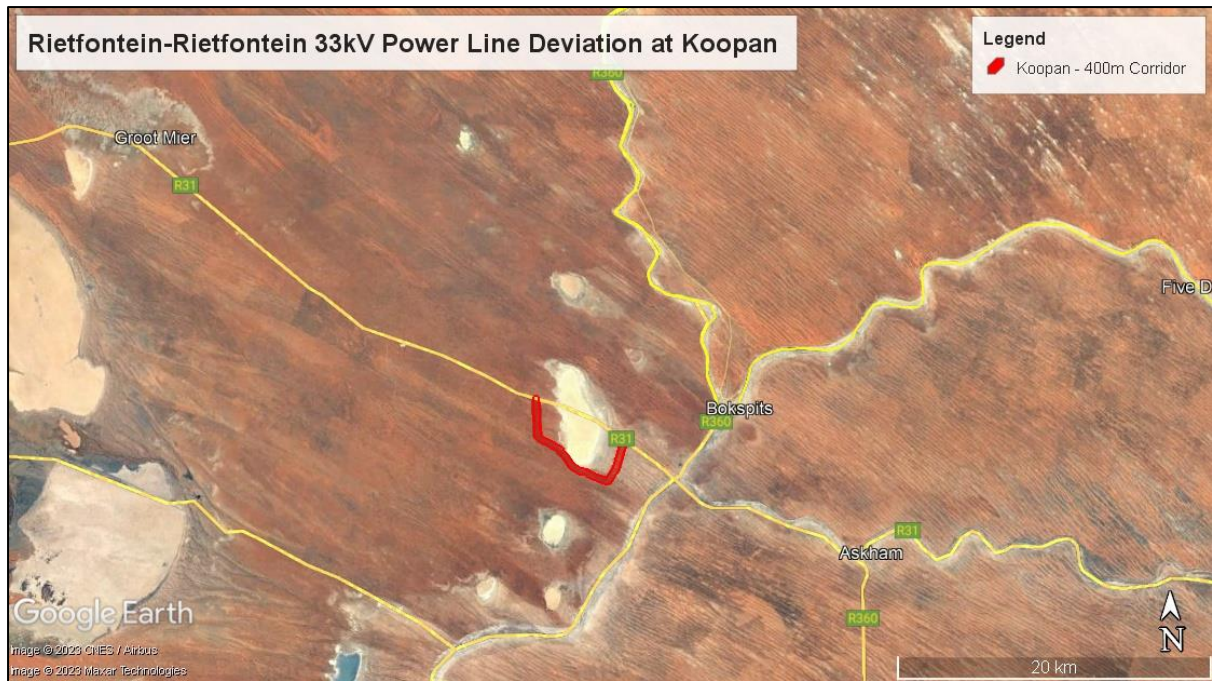 Rietfontein-Rietfontein 33kV Power Line Deviation at Koopan
Legend
Koopan - 400m Corridor
R360
Groot Mier
R31
Five D
Bokspits
R360
R31
R31
Askham
R360
Google Earth
N
Image © 2023 CNES / Airbus
Image © 2023 Maxar Technologies
20 km